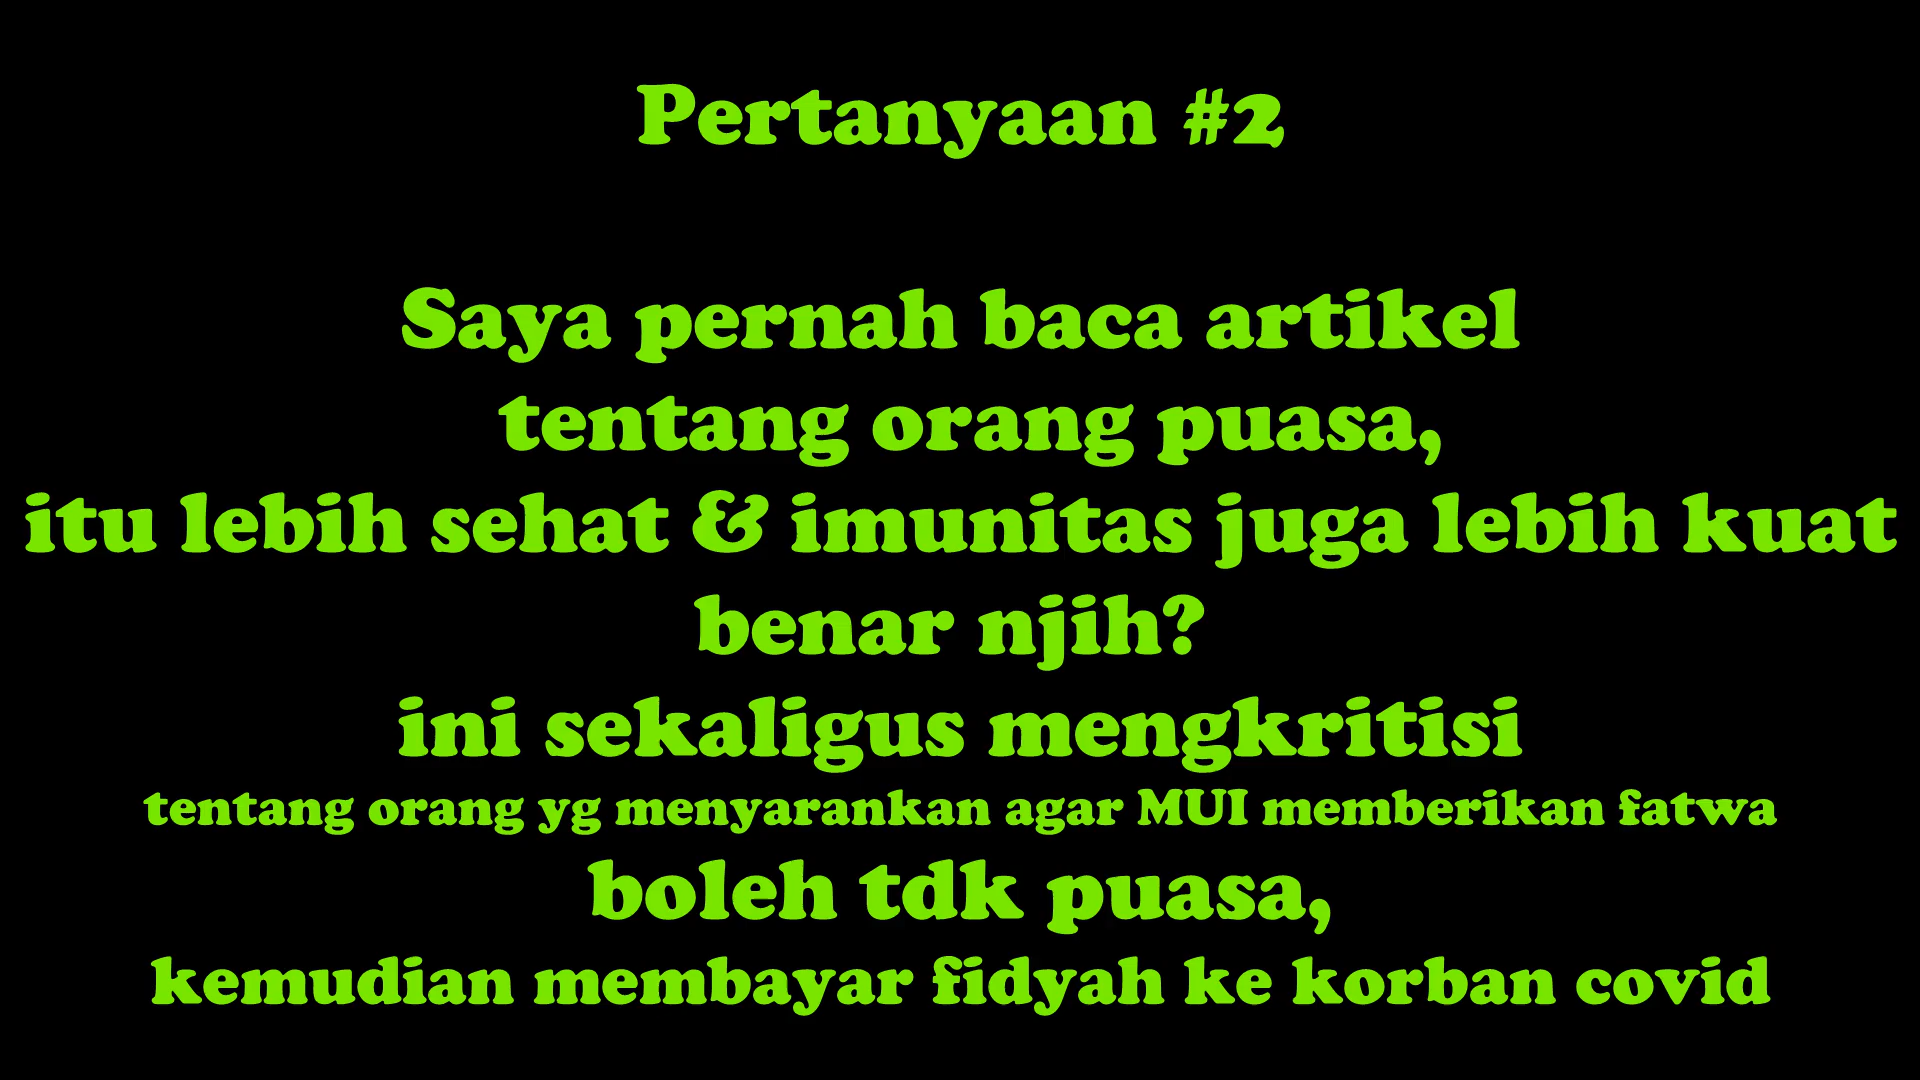 Pertanyaan #2
Saya pernah baca artikel
tentang orang puasa,
itu lebih sehat & imunitas juga lebih kuat
benar njih?
ini sekaligus mengkritisi
tentang orang yg menyarankan agar MUI memberikan fatwa
boleh tdk puasa,
kemudian membayar fidyah ke korban covid